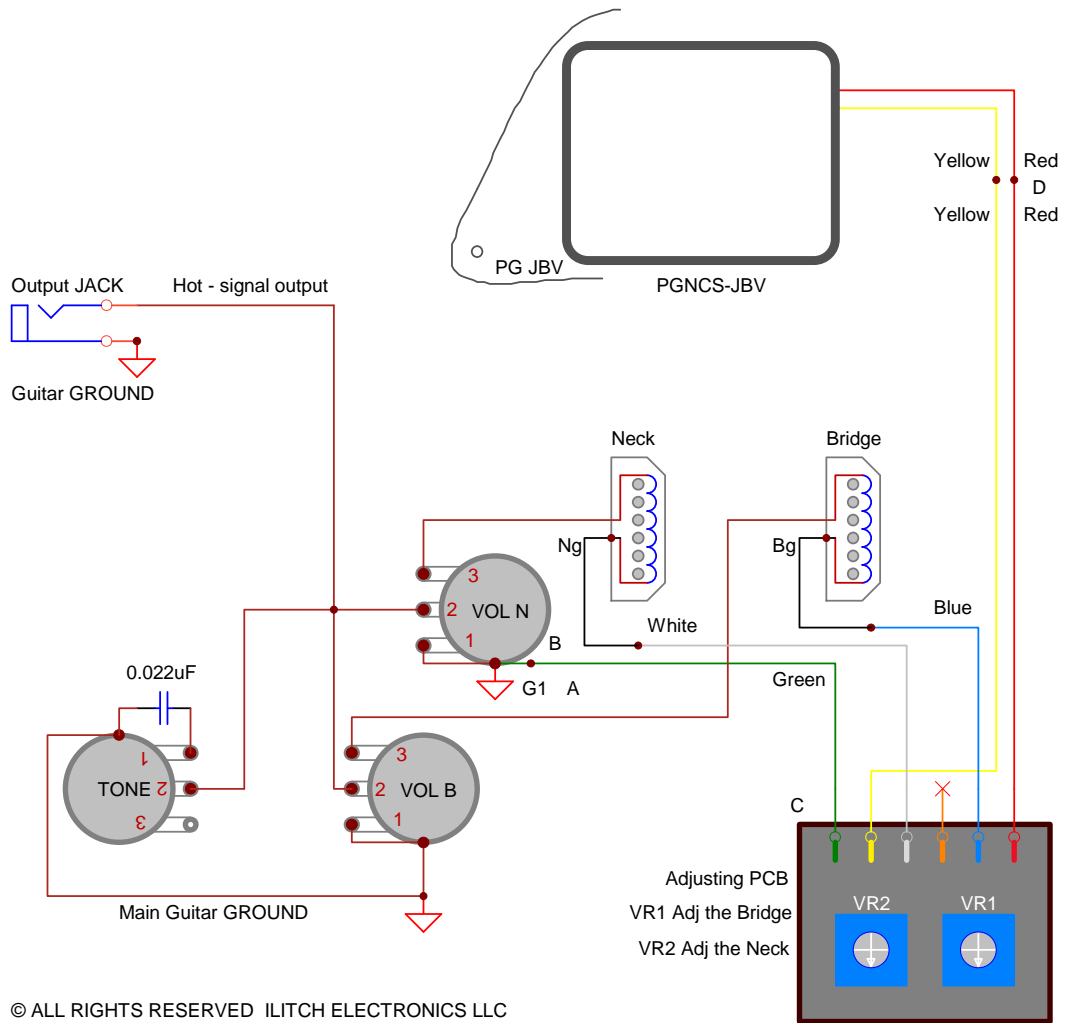 Yellow
Red
D
Yellow
Red
PG JBV
PGNCS-JBV
Output JACK
Hot - signal output
Guitar GROUND
Neck
Bridge
Ng
Bg
3
2
VOL N
1
B
White
Blue
G1
A
Green
0.022uF
1
TONE
2
3
3
2
VOL B
1
C
Main Guitar GROUND
Adjusting PCB
VR1 Adj the Bridge
VR2 Adj the Neck
VR2
VR1
© ALL RIGHTS RESERVED ILITCH ELECTRONICS LLC